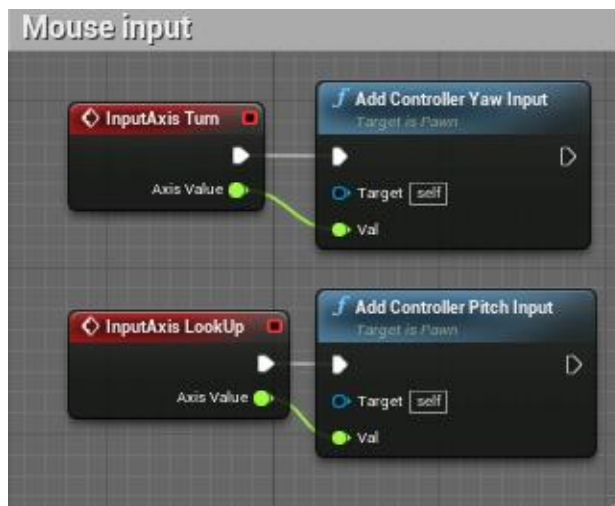 Mouse input
InputAxis Turn
Axis Value
f Add Controller Yaw Input
Target is Pawn
Target self
Val
InputAxis LookUp
Axis Value
f Add Controller Pitch Input
Target is Pawn
Target self
Val